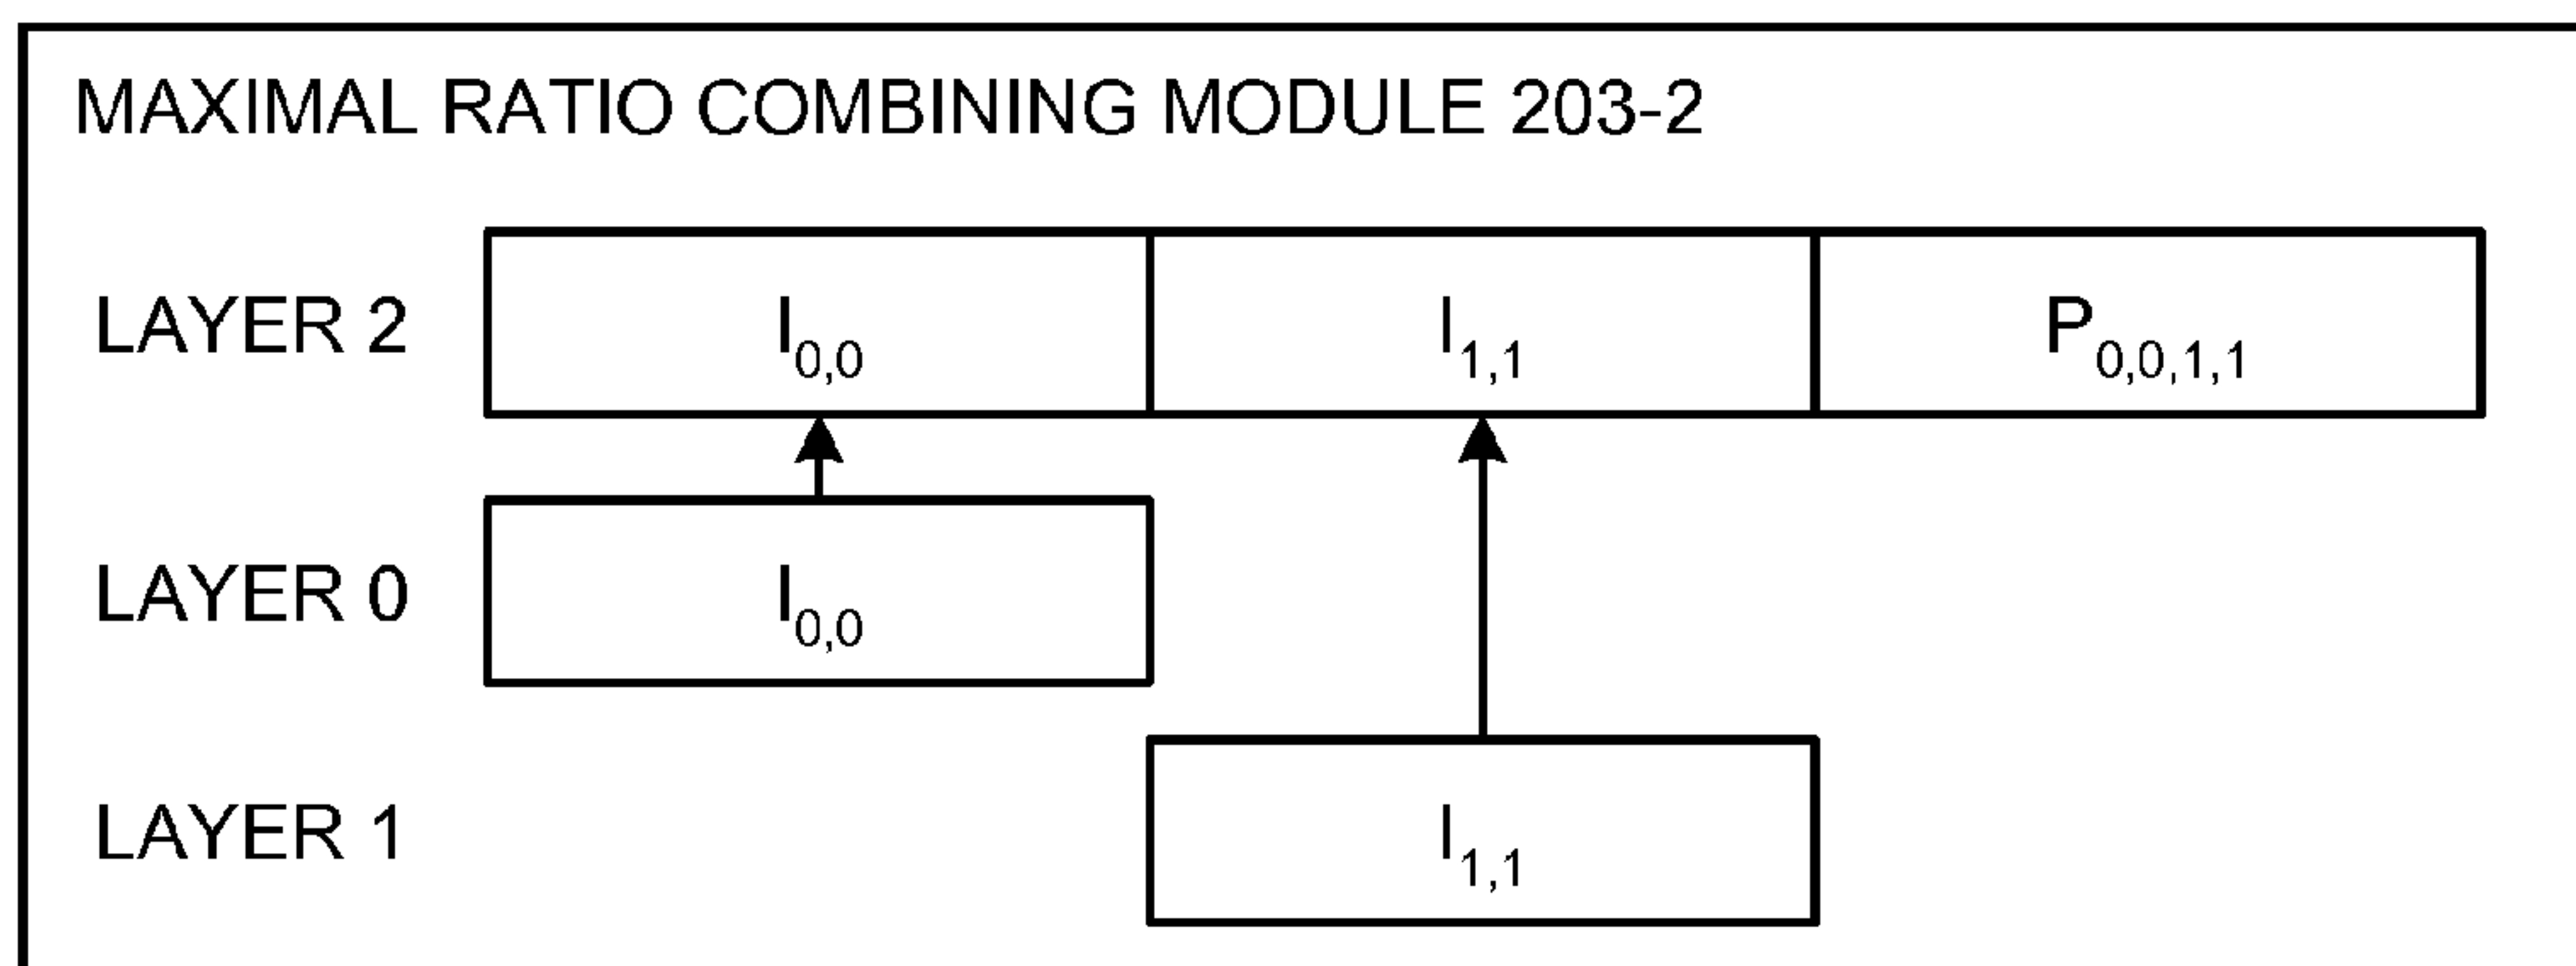 MAXIMAL RATIO COMBINING MODULE 203-2
LAYER 2 I0,0 I1,1 P0,0,1,1
LAYER 0 I0,0
LAYER 1 I1,1